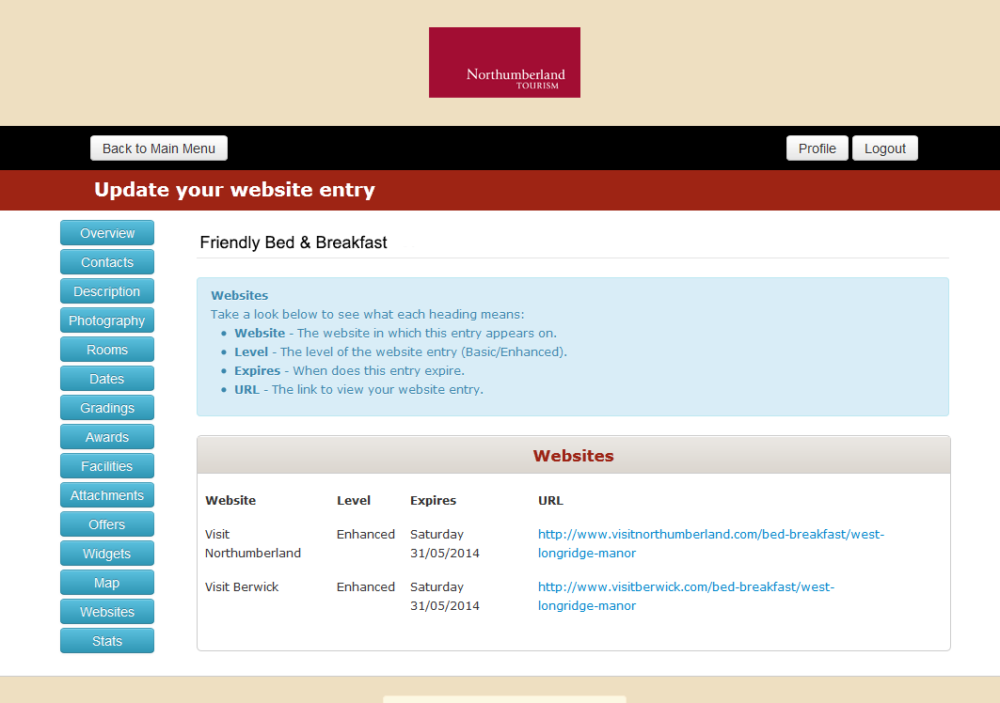 Northumberland
TOURISM
Back to Main Menu
Profile
Logout
Update your website entry
Overview
Contacts
Description
Photography
Rooms
Dates
Gradings
Awards
Facilities
Attachments
Offers
Widgets
Map
Websites
Stats
Friendly Bed & Breakfast
Websites
Take a look below to see what each heading means:
• Website - The website in which this entry appears on.
• Level - The level of the website entry (Basic/Enhanced).
• Expires - When does this entry expire.
• URL - The link to view your website entry.
Websites
Website Level Expires URL
Visit Enhanced Saturday http://www.visitnorthumberland.com/bed-breakfast/west-
Northumberland 31/05/2014 longridge-manor
Visit Berwick Enhanced Saturday http://www.visitberwick.com/bed-breakfast/west-
31/05/2014 longridge-manor